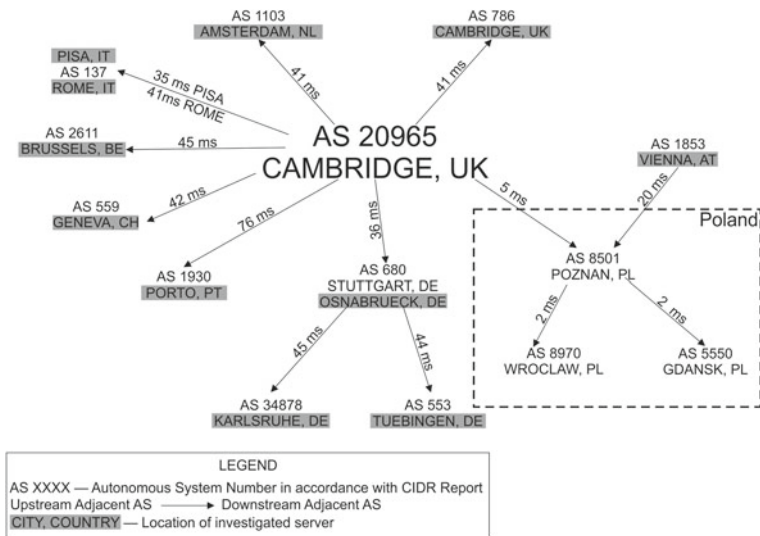 AS 1103
AMSTERDAM, NL
AS 786
CAMBRIDGE, UK
PISA, IT
AS 137
ROME, IT
35 ms PISA
41ms ROME
41 ms
41 ms
AS 20965
CAMBRIDGE, UK
AS 2611
BRUSSELS, BE
45 ms
AS 1853
VIENNA, AT
AS 559
GENEVA, CH
42 ms
76 ms
36 ms
5 ms
20 ms
Poland
AS 1930
PORTO, PT
AS 680
STUTTGART, DE
OSNABRUECK, DE
AS 8501
POZNAN, PL
45 ms
44 ms
2 ms
2 ms
AS 8970
WROCLAW, PL
AS 5550
GDANSK, PL
AS 34878
KARLSRUHE, DE
AS 553
TUEBINGEN, DE
LEGEND
AS XXXX — Autonomous System Number in accordance with CIDR Report
Upstream Adjacent AS Downstream Adjacent AS
CITY, COUNTRY — Location of investigated server